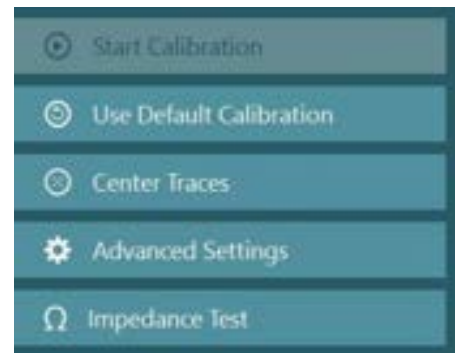 Start Calibration
Use Default Calibration
Center Traces
Advanced Settings
Impedance Test